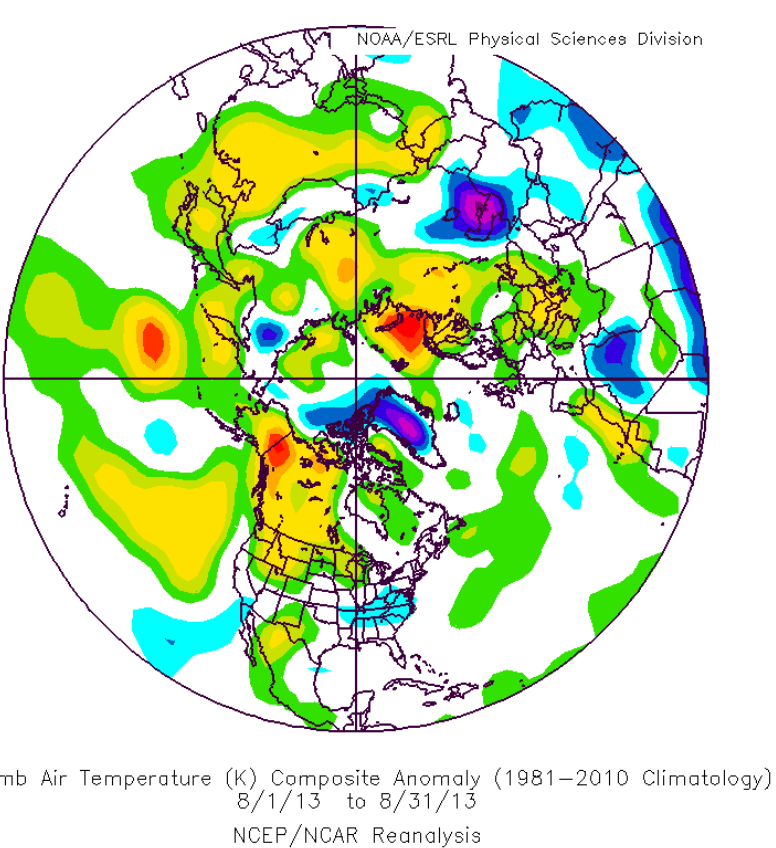 NOAA/ESRL Physical Sciences Division
mb Air Temperature (K) Composite Anomaly (1981-2010 Climatology)
8/1/13 to 8/31/13
NCEP/NCAR Reanalysis